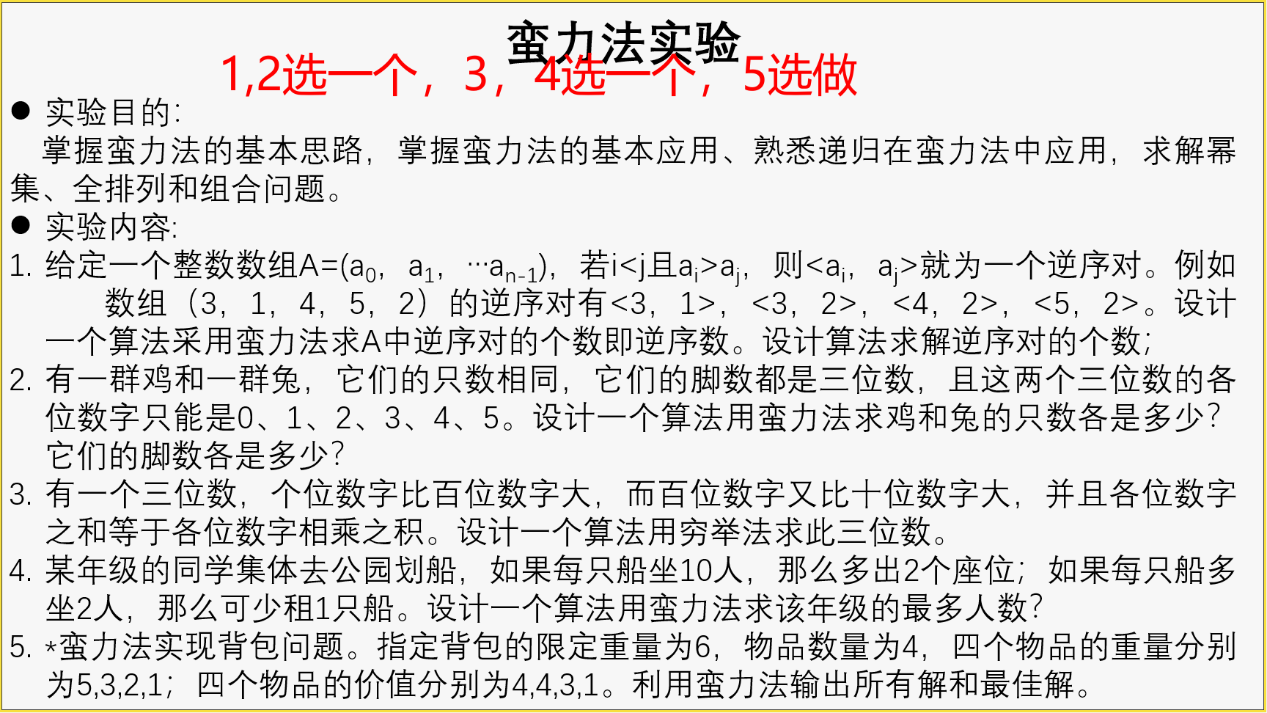 蛮力法实验
1,2选一个，3，4选一个，5选做
● 实验目的：
掌握蛮力法的基本思路，掌握蛮力法的基本应用、熟悉递归在蛮力法中应用，求解幂
集、全排列和组合问题。
● 实验内容：
1. 给定一个整数数组A=(a0，a1，…an-1)，若i<j且ai>aj，则<ai，aj>就为一个逆序对。例如
数组（3，1，4，5，2）的逆序对有<3，1>，<3，2>，<4，2>，<5，2>。设计
一个算法采用蛮力法求A中逆序对的个数即逆序数。设计算法求解逆序对的个数；
2. 有一群鸡和一群兔，它们的只数相同，它们的脚数都是三位数，且这两个三位数的各
位数字只能是0、1、2、3、4、5。设计一个算法用蛮力法求鸡和兔的只数各是多少？
它们的脚数各是多少？
3. 有一个三位数，个位数字比百位数字大，而百位数字又比十位数字大，并且各位数字
之和等于各位数字相乘之积。设计一个算法用穷举法求此三位数。
4. 某年级的同学集体去公园划船，如果每只船坐10人，那么多出2个座位；如果每只船多
坐2人，那么可少租1只船。设计一个算法用蛮力法求该年级的最多人数？
5. *蛮力法实现背包问题。指定背包的限定重量为6，物品数量为4，四个物品的重量分别
为5,3,2,1；四个物品的价值分别为4,4,3,1。利用蛮力法输出所有解和最佳解。